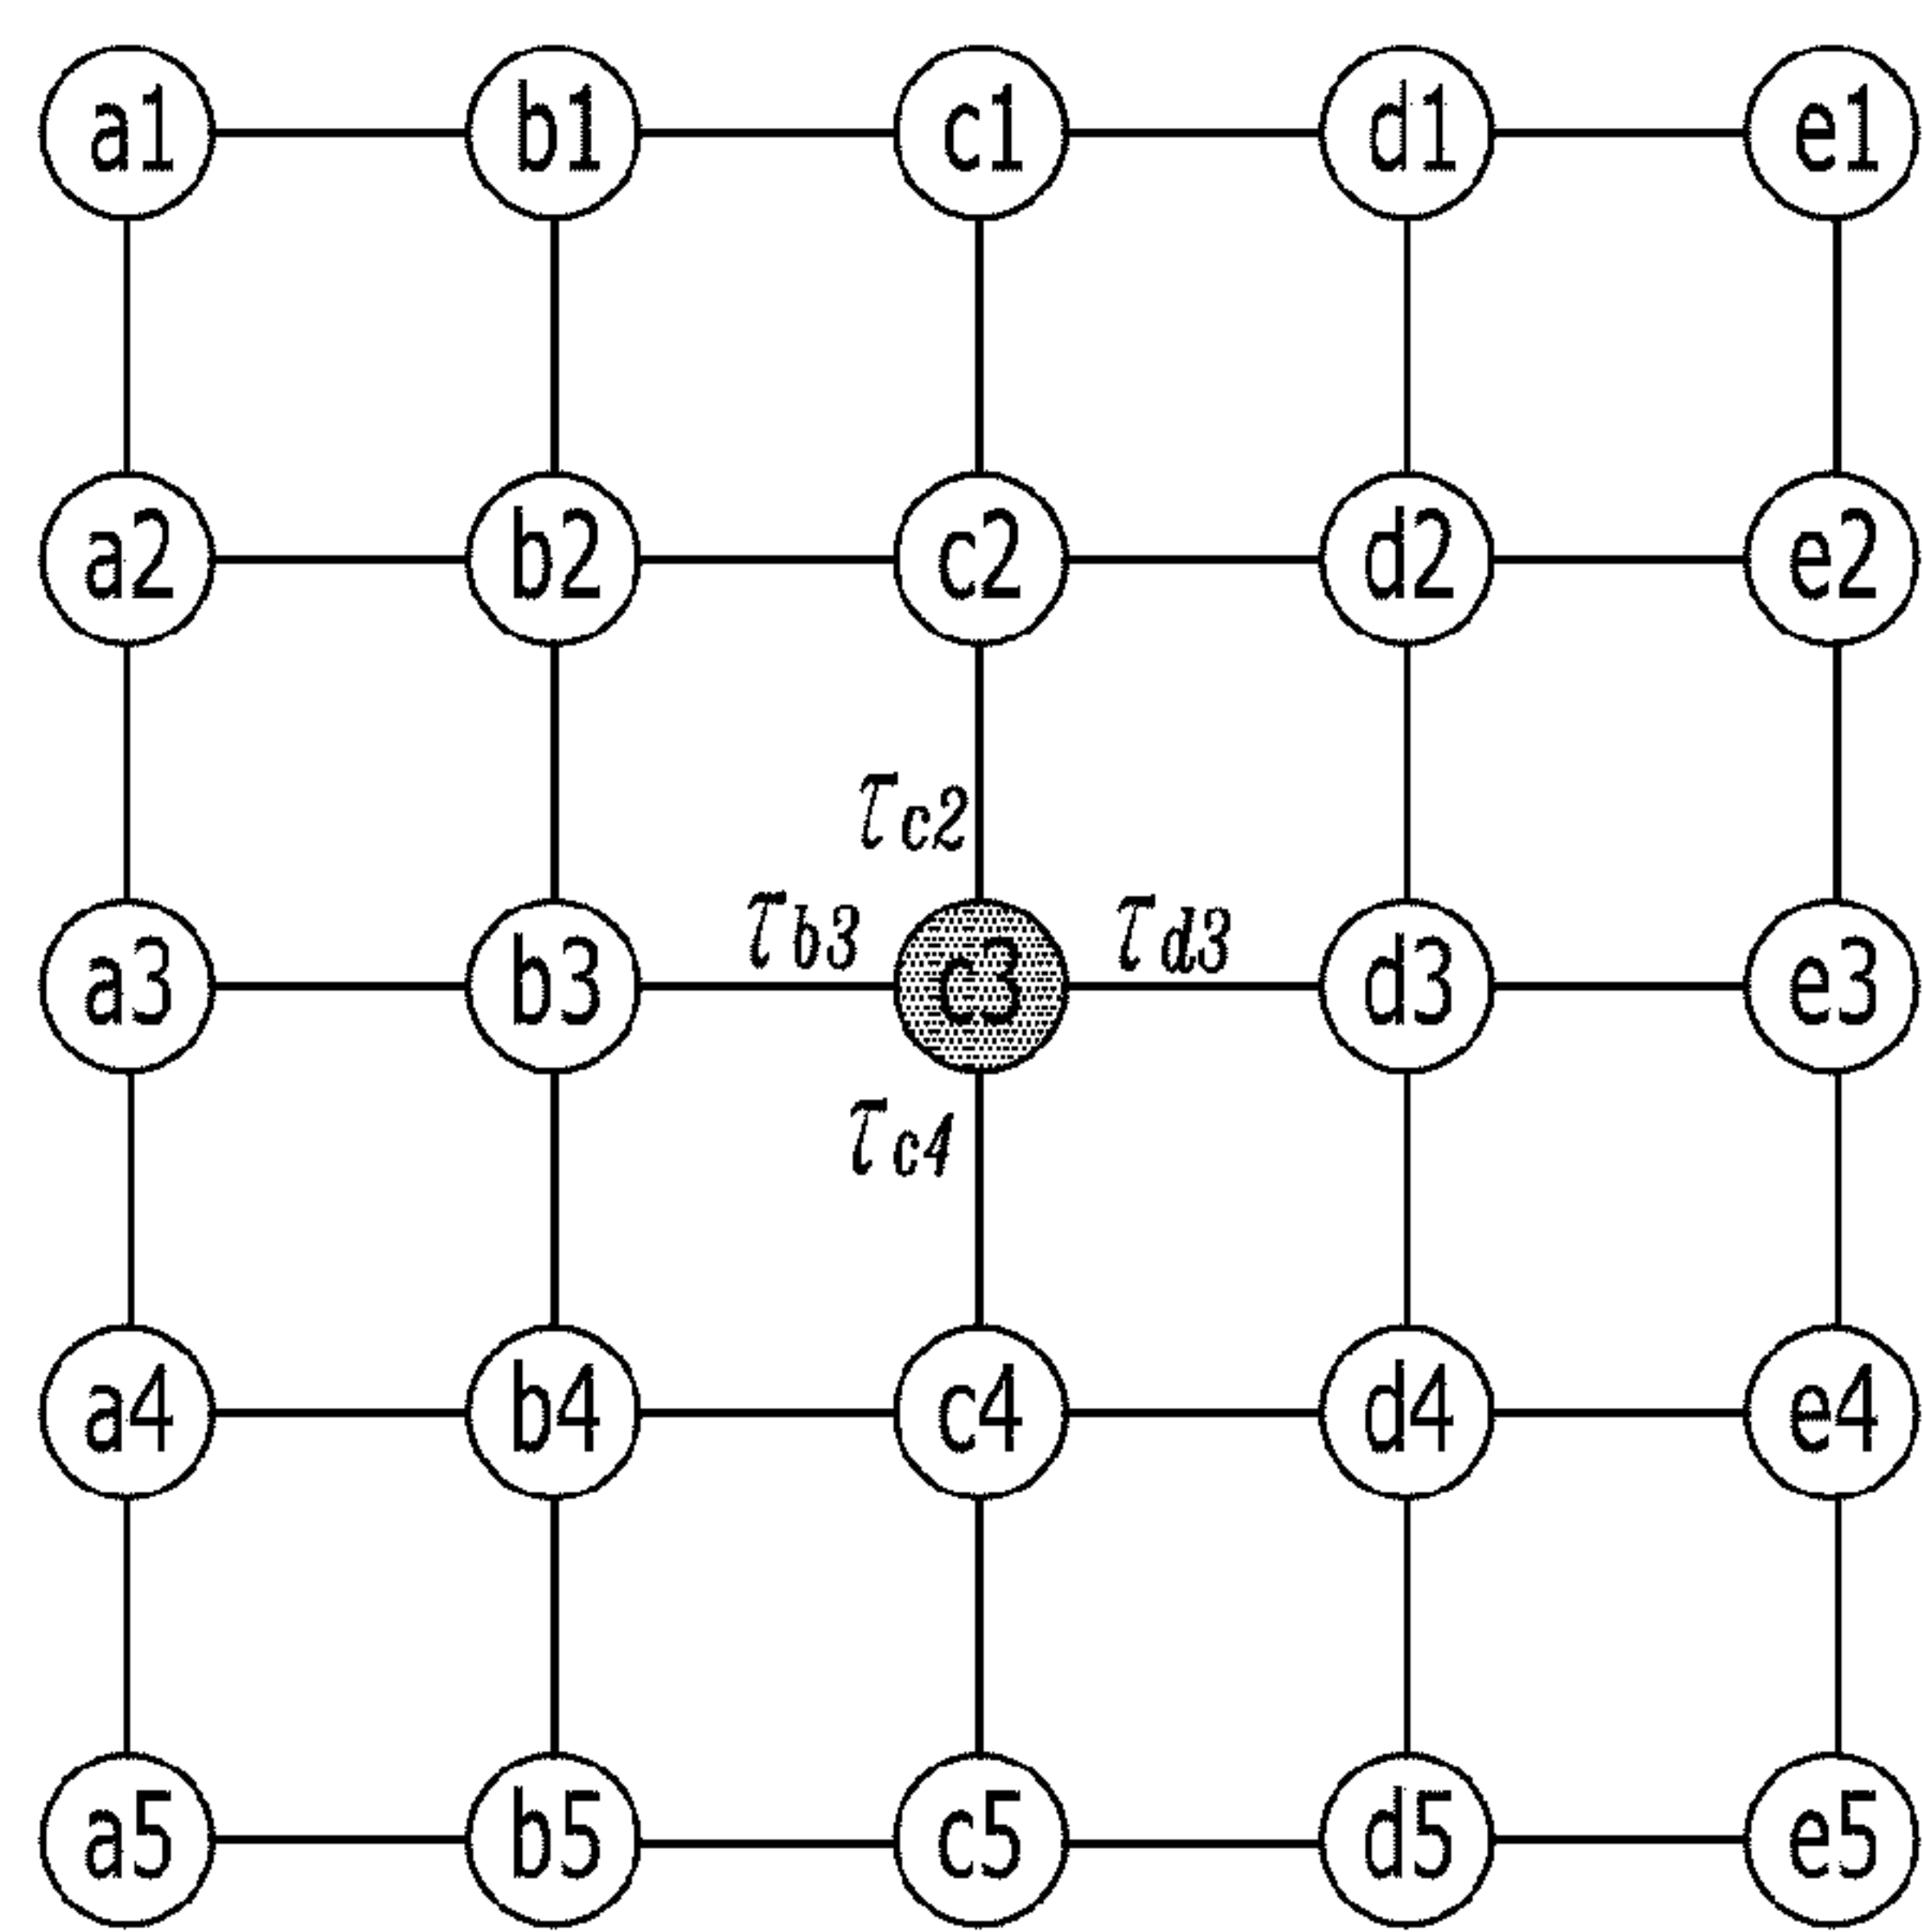 a1 b1 c1 d1 e1
a2 b2 c2 d2 e2
τc2
τb3 τd3
a3 b3 c3 d3 e3
τc4
a4 b4 c4 d4 e4
a5 b5 c5 d5 e5